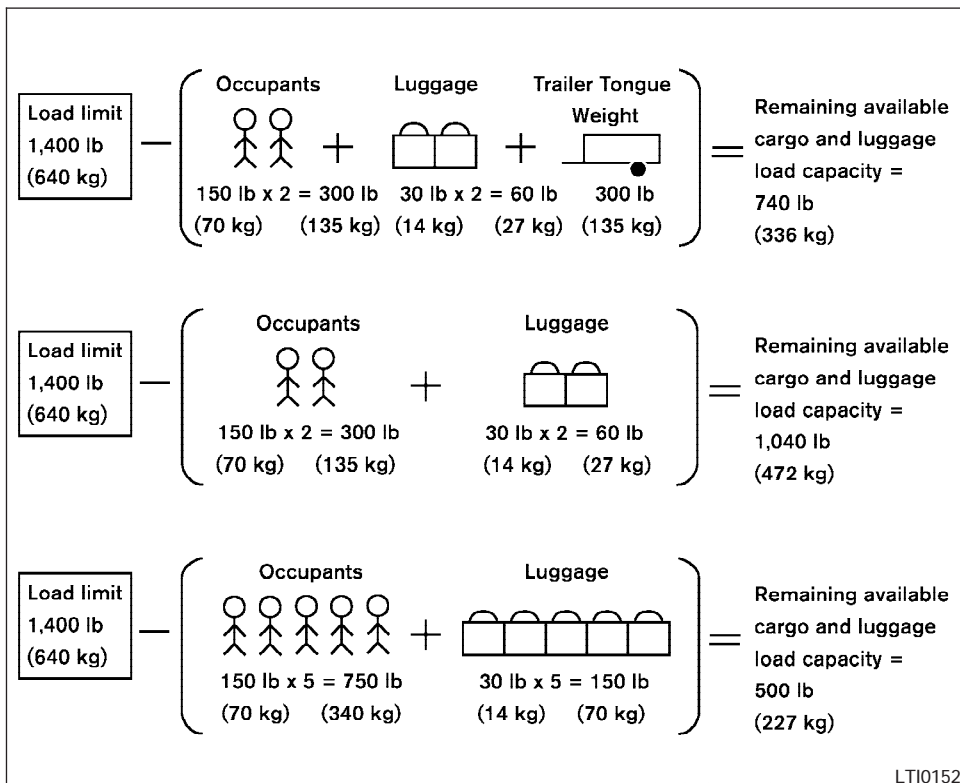 Occupants Luggage Trailer Tongue
Weight
Load limit
1,400 lb
(640 kg)
−
+
+
150 lb x 2 = 300 lb 30 lb x 2 = 60 lb 300 lb
(70 kg) (135 kg) (14 kg) (27 kg) (135 kg)
=
Remaining available
cargo and luggage
load capacity =
740 lb
(336 kg)
Load limit
1,400 lb
(640 kg)
−
Occupants Luggage
+
150 lb x 2 = 300 lb 30 lb x 2 = 60 lb
(70 kg) (135 kg) (14 kg) (27 kg)
=
Remaining available
cargo and luggage
load capacity =
1,040 lb
(472 kg)
Load limit
1,400 lb
(640 kg)
−
Occupants Luggage
+
150 lb x 5 = 750 lb 30 lb x 5 = 150 lb
(70 kg) (340 kg) (14 kg) (70 kg)
=
Remaining available
cargo and luggage
load capacity =
500 lb
(227 kg)
LTI0152